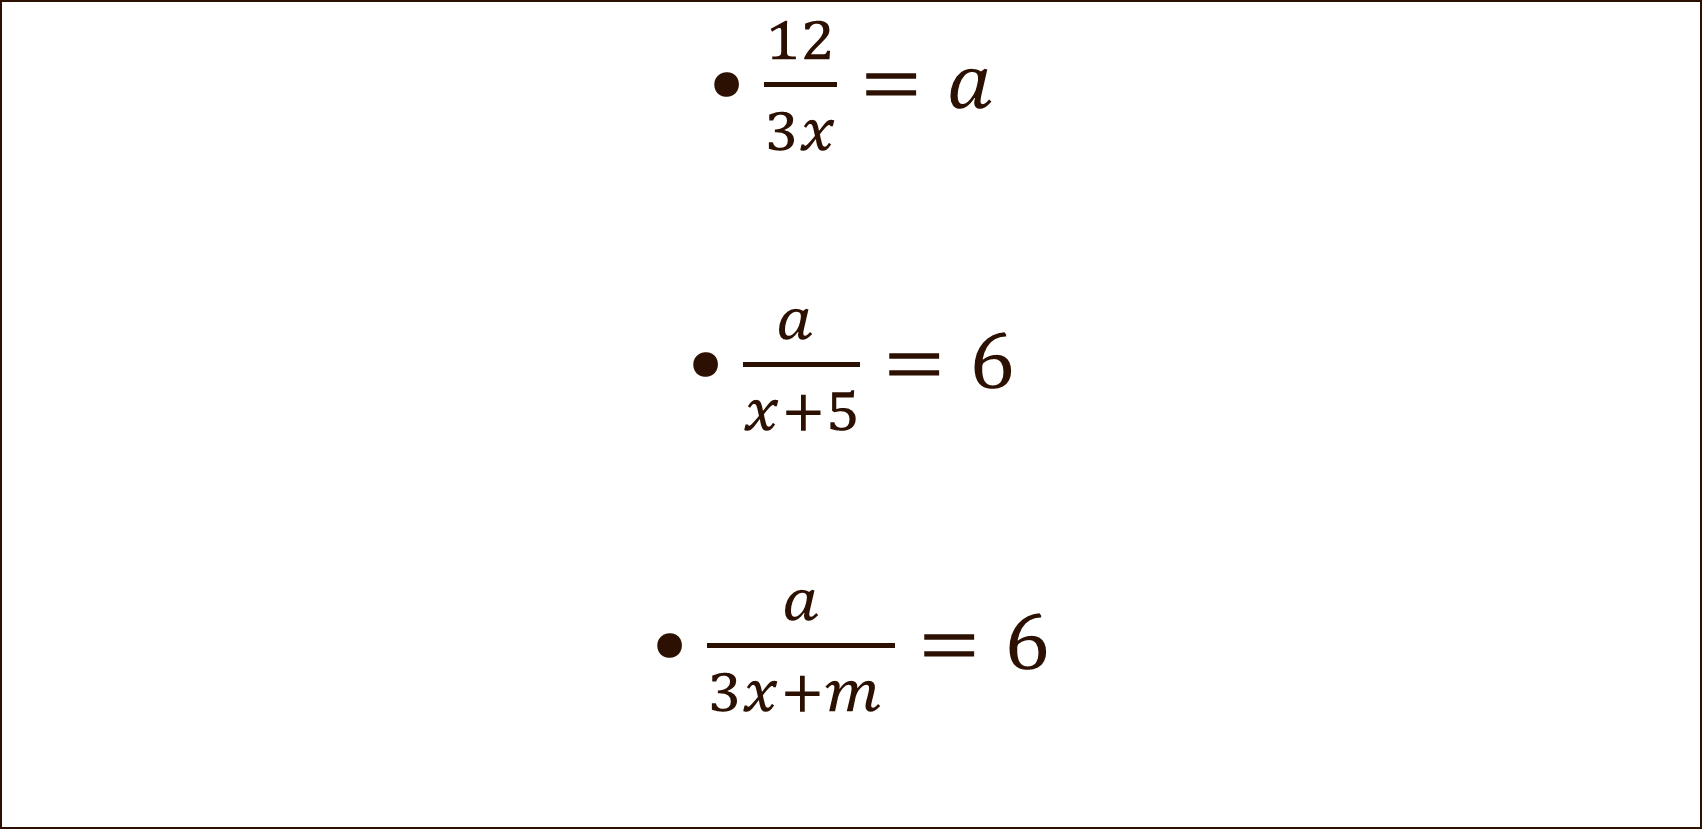 • 12/3x = a
• a/x+5 = 6
• a/3x+m = 6